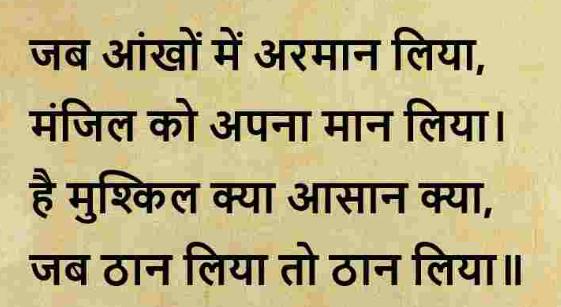 जब आंखों में अरमान लिया,
मंजिल को अपना मान लिया।
है मुश्किल क्या आसान क्या,
जब ठान लिया तो ठान लिया॥